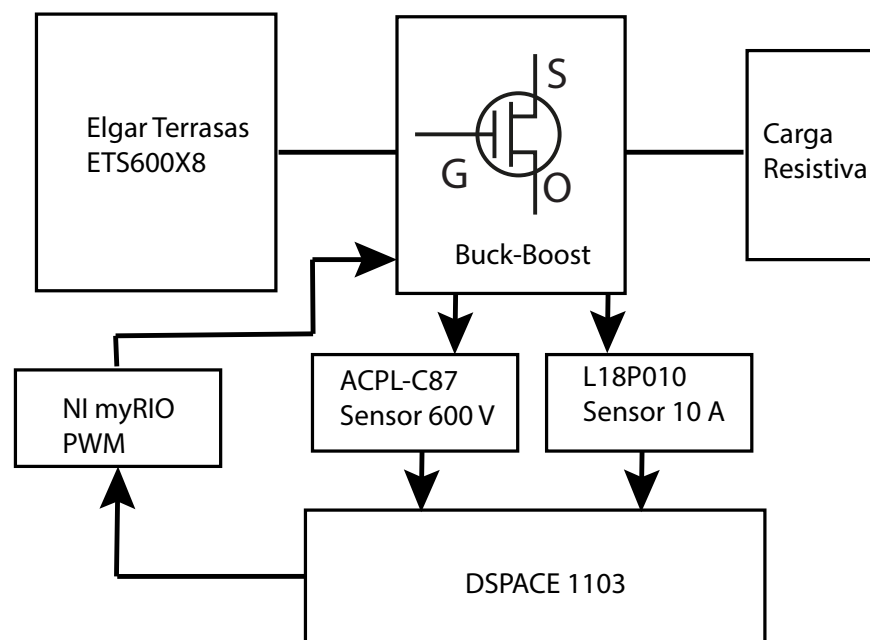 Elgar Terrasas
ETS600X8
S
G
O
Buck-Boost
Carga
Resistiva
NI myRIO
PWM
ACPL-C87
Sensor 600 V
L18P010
Sensor 10 A
DSPACE 1103